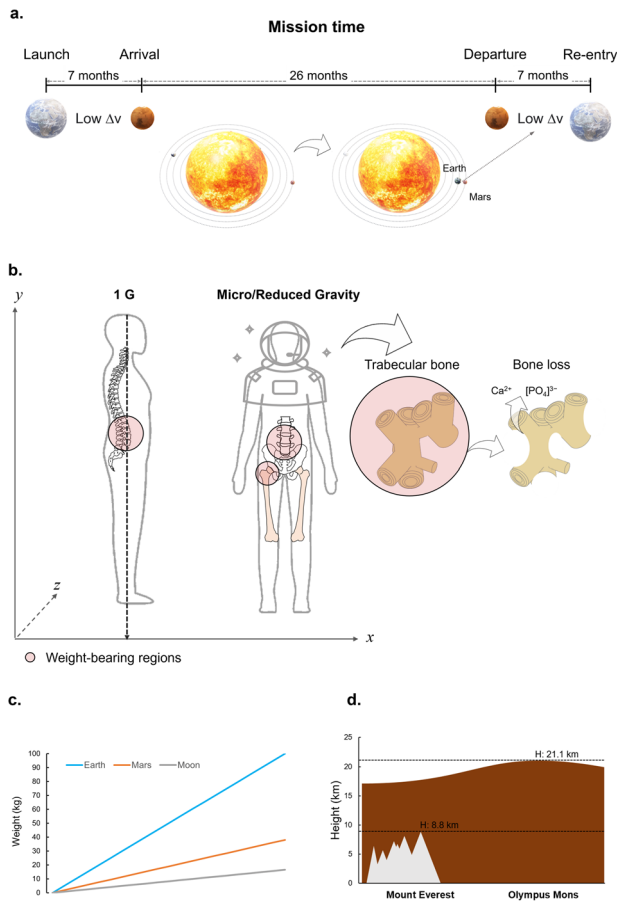 a.
Mission time
Launch Arrival Departure Re-entry
7 months 26 months 7 months
Low Δv Low Δv
Earth
Mars
b.
y
1 G Micro/Reduced Gravity
Trabecular bone Bone loss
Ca²⁺ [PO₄]³⁻
z
x
Weight-bearing regions
c.
Weight (kg)
100
90
80
70
60
50
40
30
20
10
0
Earth Mars Moon
d.
Height (km)
25
20
15
10
5
0
H: 21.1 km
H: 8.8 km
Mount Everest Olympus Mons